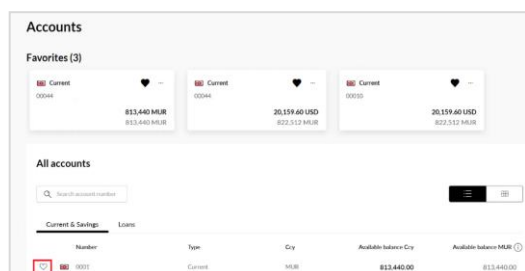 Accounts
Favorites (3)
Current
00044
813,440 MUR
813,440 MUR
Current
00044
20,159.60 USD
822,512 MUR
Current
00010
20,159.60 USD
822,512 MUR
All accounts
Search account number
Current & Savings Loans
Number Type Ccy Available balance Ccy Available balance MUR
0001 Current MUR 813,440.00 813,440.00